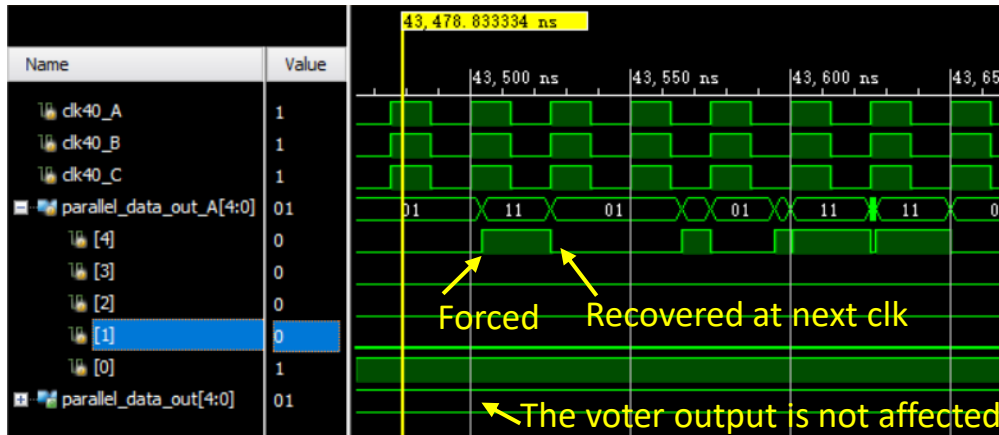 43,478.833334 ns
Name Value
43,500 ns 43,550 ns 43,600 ns 43,65
clk40_A 1
clk40_B 1
clk40_C 1
parallel_data_out_A[4:0] 01 01 11 01 01 11 11 0
[4] 0
[3] 0
[2] 0
Forced Recovered at next clk
[1] 0
[0] 1
parallel_data_out[4:0] 01
The voter output is not affected